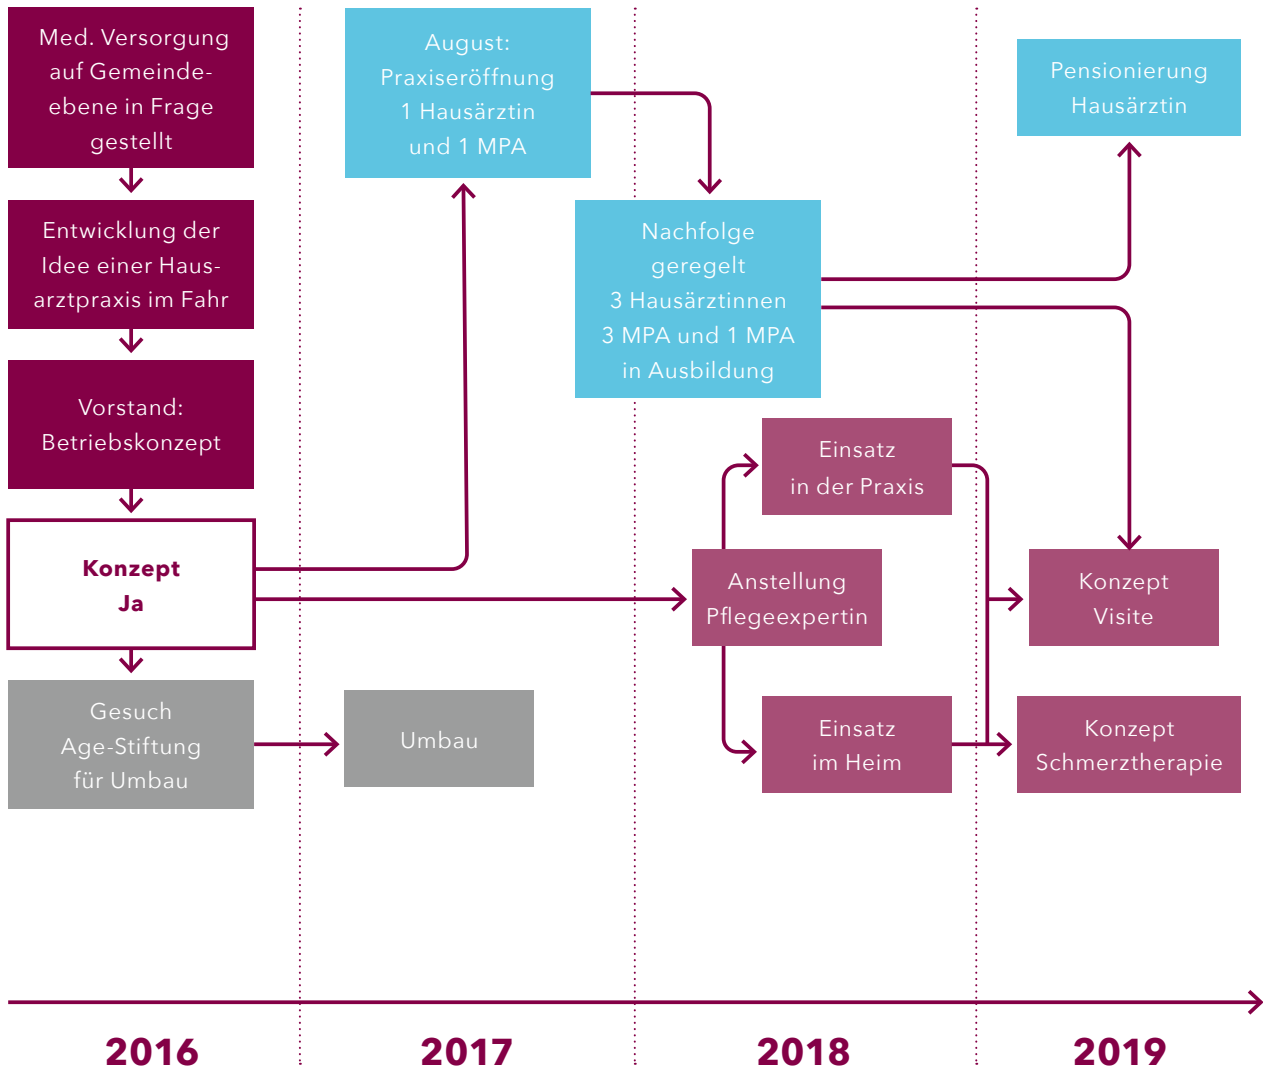 Med. Versorgung
auf Gemeinde-
ebene in Frage
gestellt
Entwicklung der
Idee einer Haus-
arztpraxis im Fahr
Vorstand:
Betriebskonzept
Konzept
Ja
Gesuch
Age-Stiftung
für Umbau
August:
Praxiseröffnung
1 Hausärztin
und 1 MPA
Umbau
Nachfolge
geregelt
3 Hausärztinnen
3 MPA und 1 MPA
in Ausbildung
Einsatz
in der Praxis
Anstellung
Pflegeexpertin
Einsatz
im Heim
Pensionierung
Hausärztin
Konzept
Visite
Konzept
Schmerztherapie
2016
2017
2018
2019